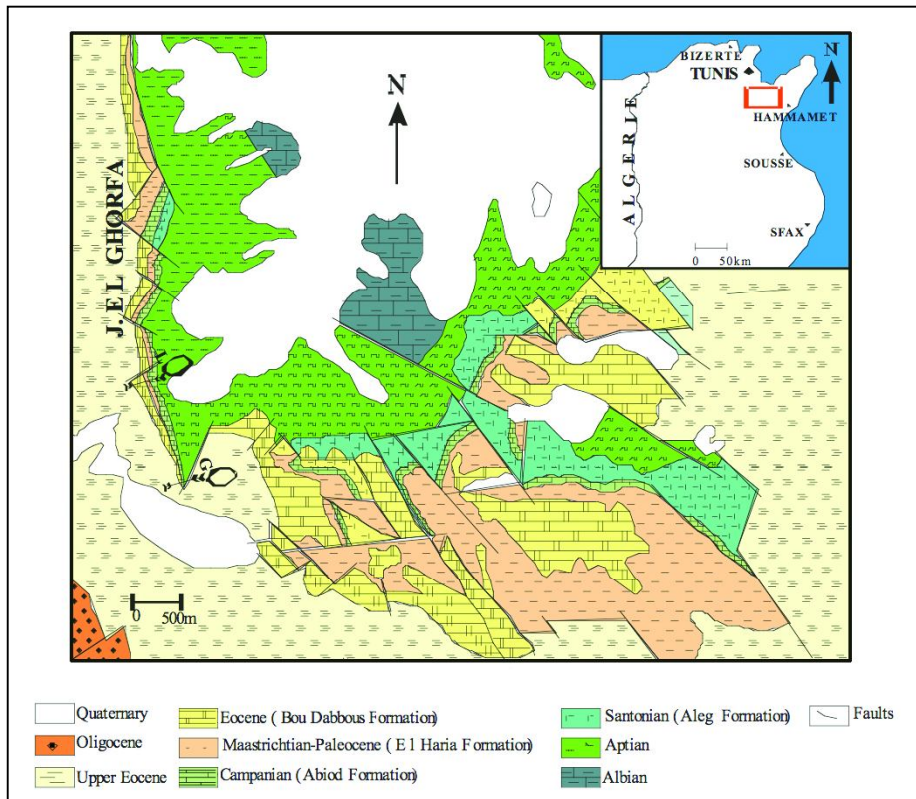 BIZERTE
TUNIS
N
HAMMAMET
SOUSSE
SFAX
ALGERIE
0 50km
N
J. EL GHORFA
G
0 500m
Quaternary
Oligocene
Upper Eocene
Eocene ( Bou Dabbous Formation)
Maastrichtian-Paleocene ( E l Haria Formation)
Campanian (Abiod Formation)
Santonian (Aleg Formation)
Aptian
Albian
Faults